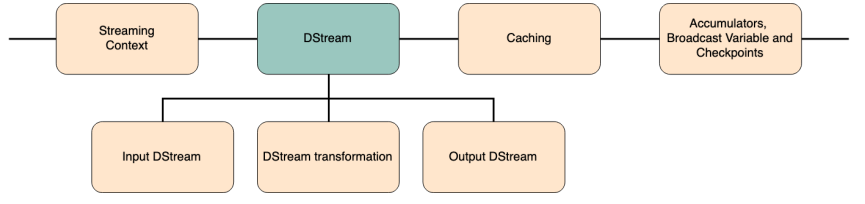 Streaming
Context
DStream
Caching
Accumulators,
Broadcast Variable and
Checkpoints
Input DStream
DStream transformation
Output DStream